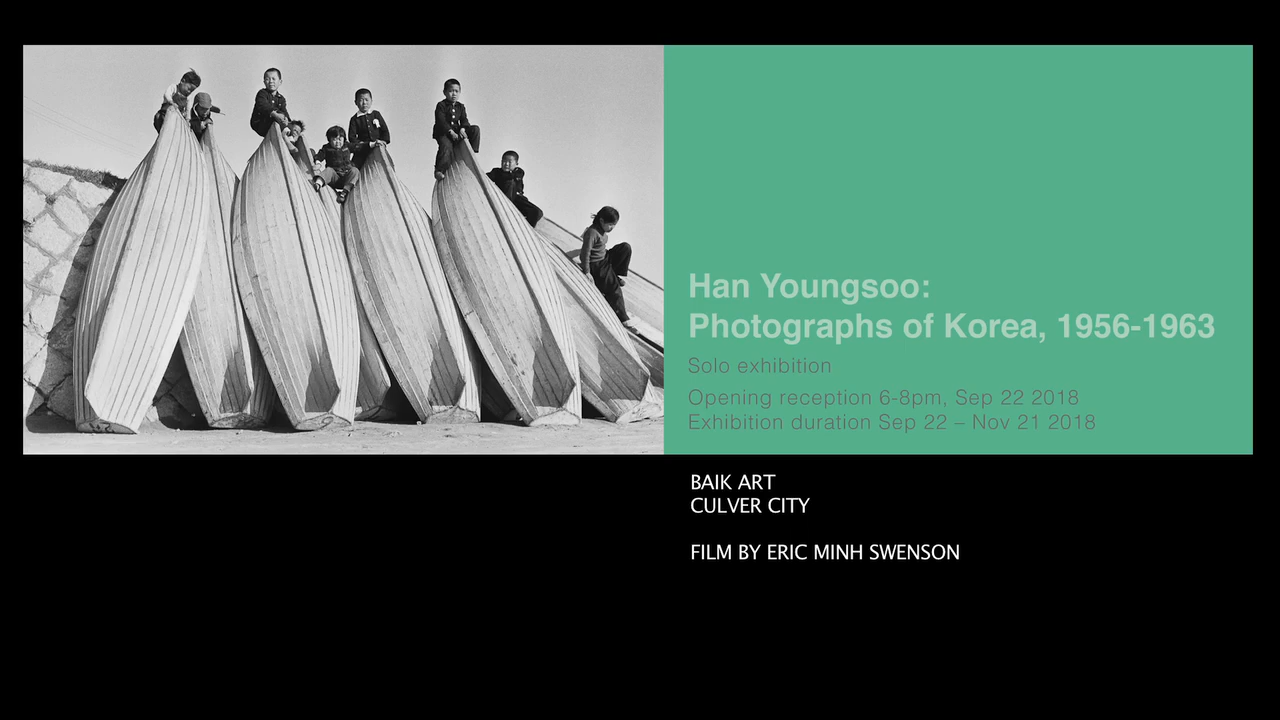 Han Youngsoo:
Photographs of Korea, 1956-1963
Solo exhibition
Opening reception 6-8pm, Sep 22 2018
Exhibition duration Sep 22 – Nov 21 2018
BAIK ART
CULVER CITY
FILM BY ERIC MINH SWENSON